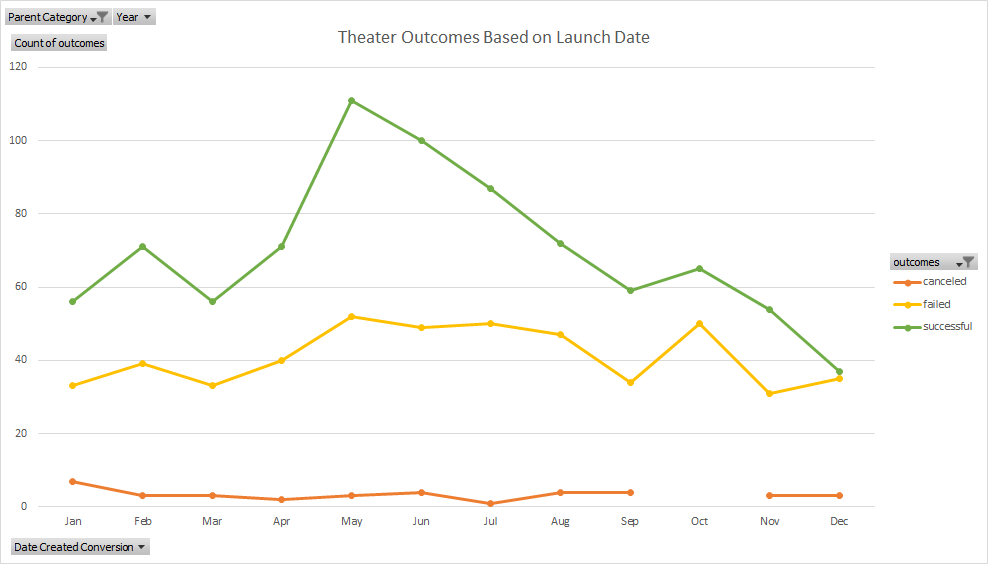 Parent Category Year
Count of outcomes
Theater Outcomes Based on Launch Date
120
100
80
60
40
20
0
Jan Feb Mar Apr May Jun Jul Aug Sep Oct Nov Dec
outcomes
canceled
failed
successful
Date Created Conversion